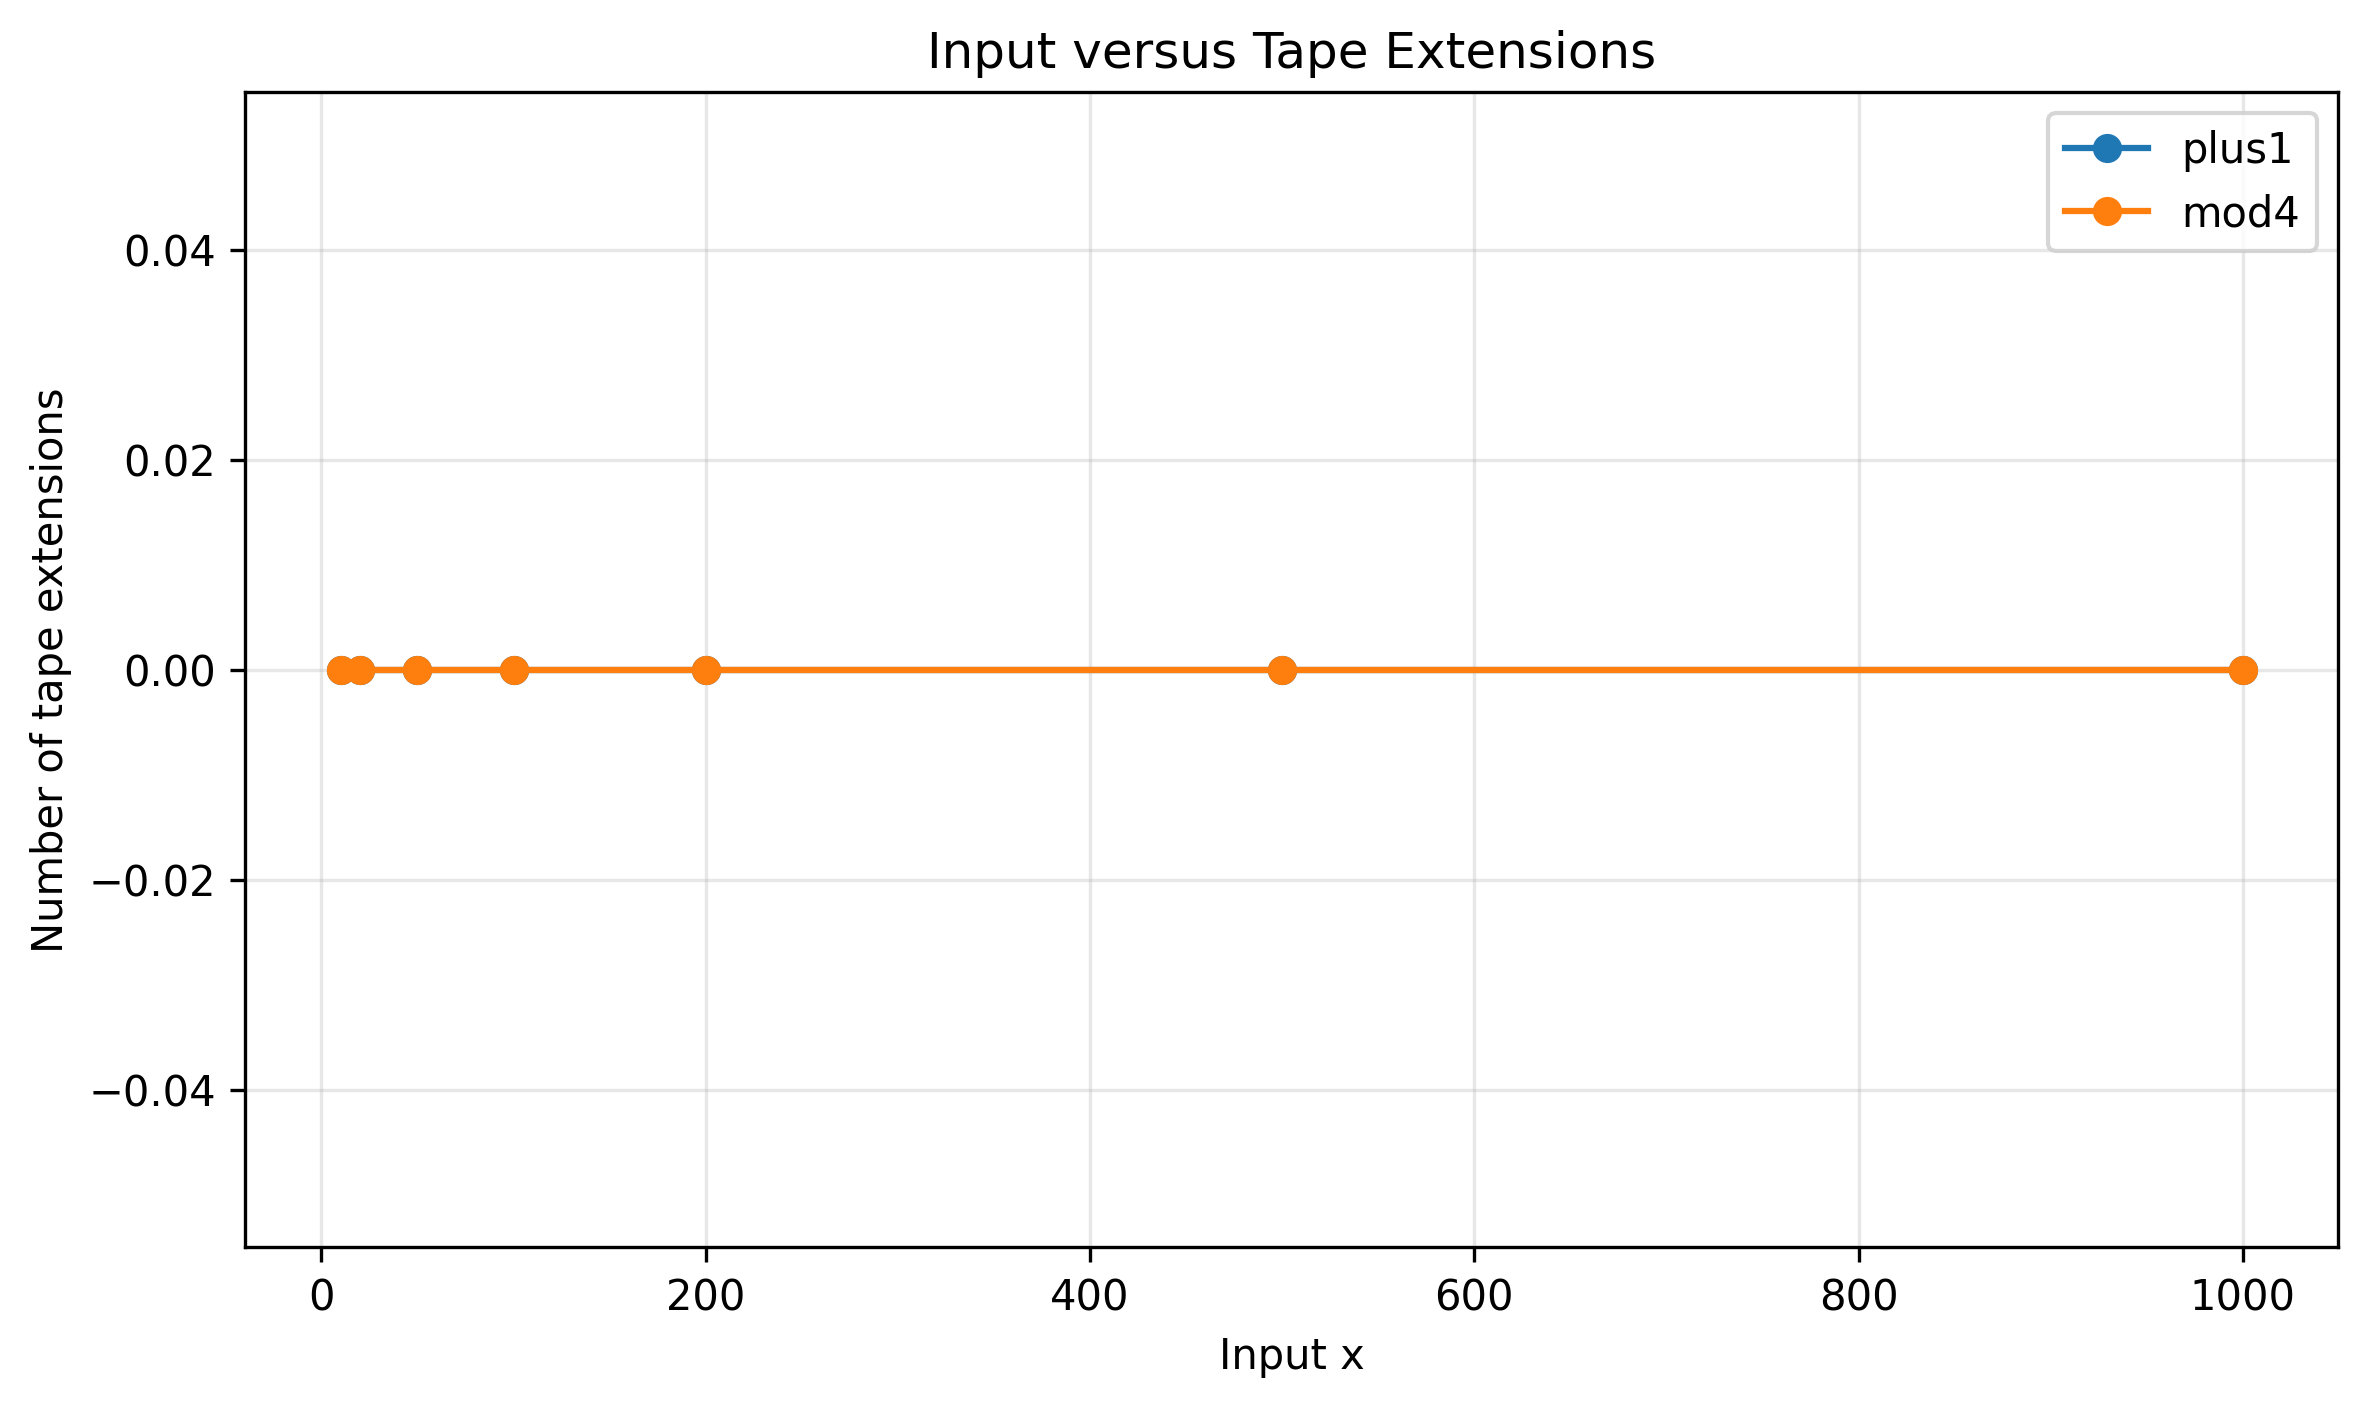 Input versus Tape Extensions
plus1
mod4
Number of tape extensions
0.04
0.02
0.00
−0.02
−0.04
0 200 400 600 800 1000
Input x